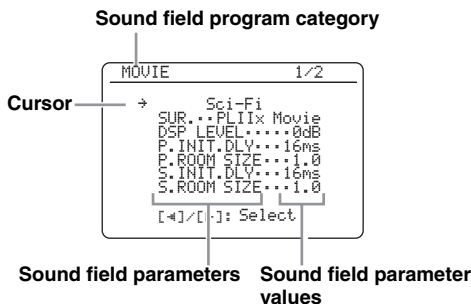 Sound field program category
MOVIE 1/2
Cursor
→ Sci-Fi
SUR...PLIIx Movie
DSP LEVEL.....0dB
P.INIT.DLY...16ms
P.ROOM SIZE...1.0
S.INIT.DLY...16ms
S.ROOM SIZE...1.0
[◄]/[►]: Select
Sound field parameters
Sound field parameter
values